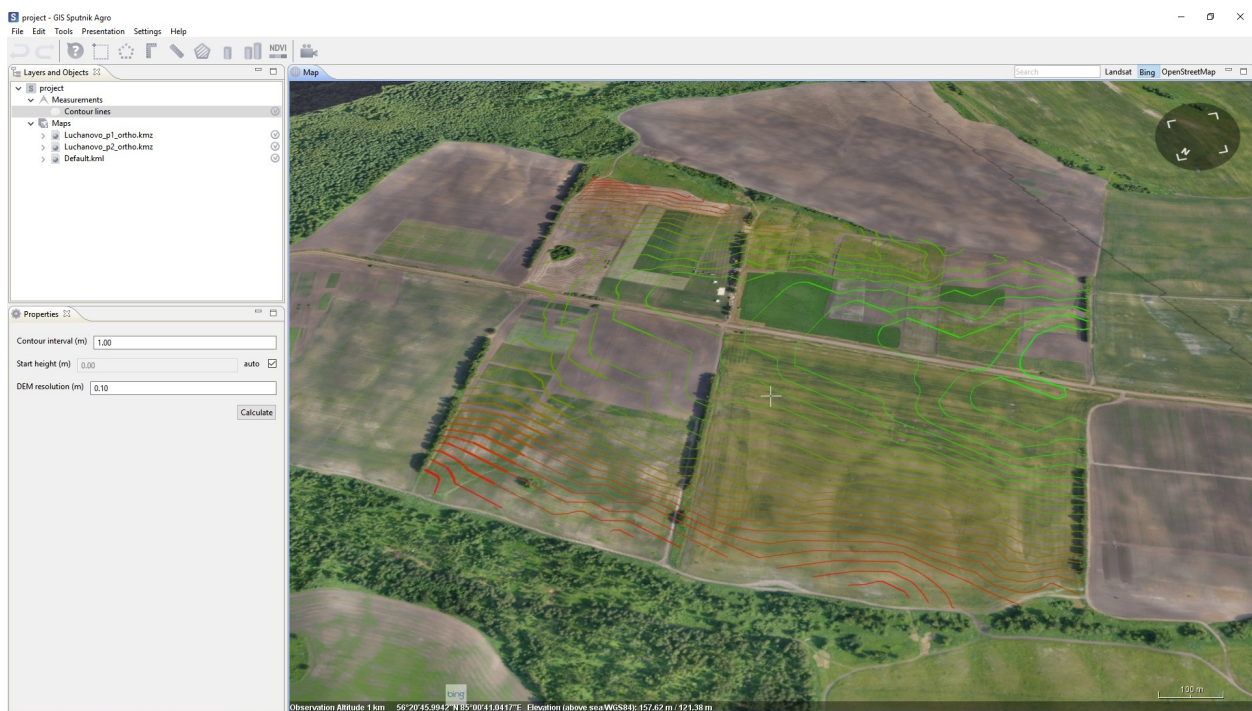 S project - GIS Sputnik Agro
File Edit Tools Presentation Settings Help
NDVI
Layers and Objects
Map
Search
Landsat Bing OpenStreetMap
S project
Measurements
Contour lines
Maps
Luchanovo_p1_ortho.kmz
Luchanovo_p2_ortho.kmz
Default.kml
N
Properties
Contour interval (m) 1.00
Start height (m) 0.00 auto
DEM resolution (m) 0.10
Calculate
100 m
bing
Observation Altitude 1 km 56°20'45.9942"N 85°00'41.0417"E Elevation (above sea/WGS84): 157.62 m / 121.38 m